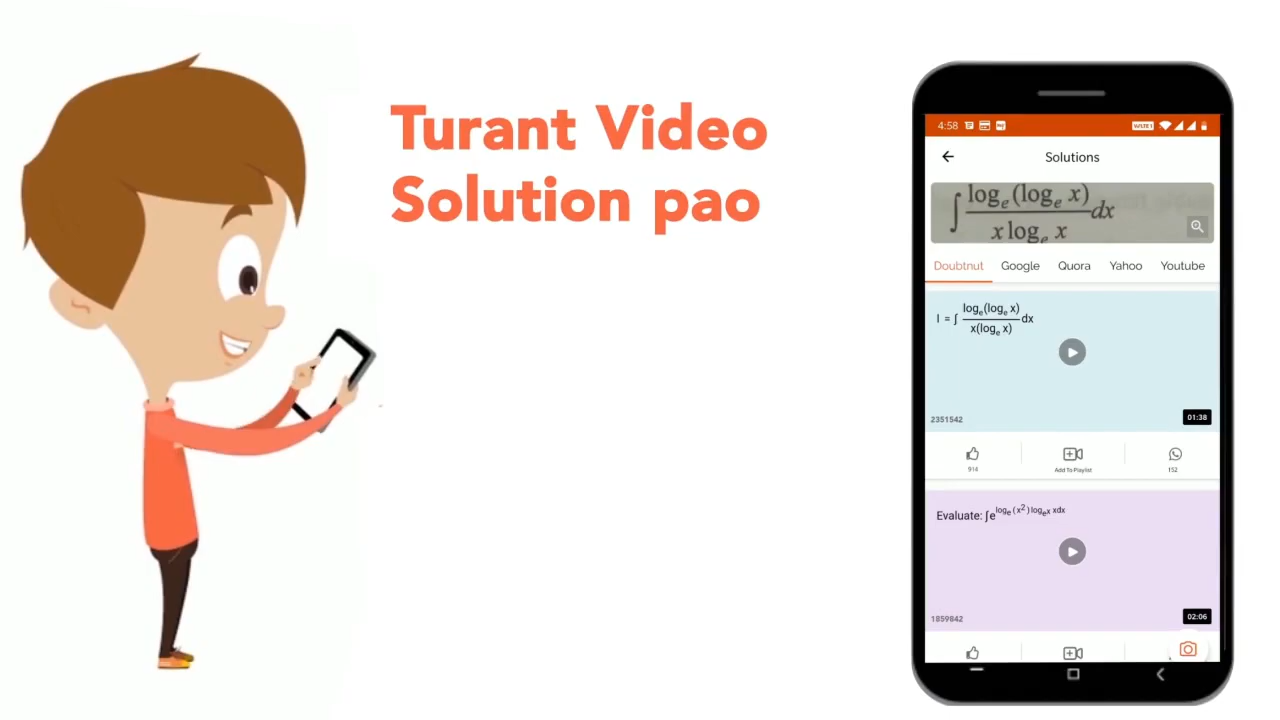 Turant Video
Solution pao
4:58
Solutions
∫ logₑ(logₑ x) / x logₑ x dx
Doubtnut Google Quora Yahoo Youtube
I = ∫ logₑ(logₑ x) / x(logₑ x) dx
2351542 01:38
914 Add To Playlist 152
Evaluate: ∫e^logₑ(x²)logₑx xdx
1859842 02:06